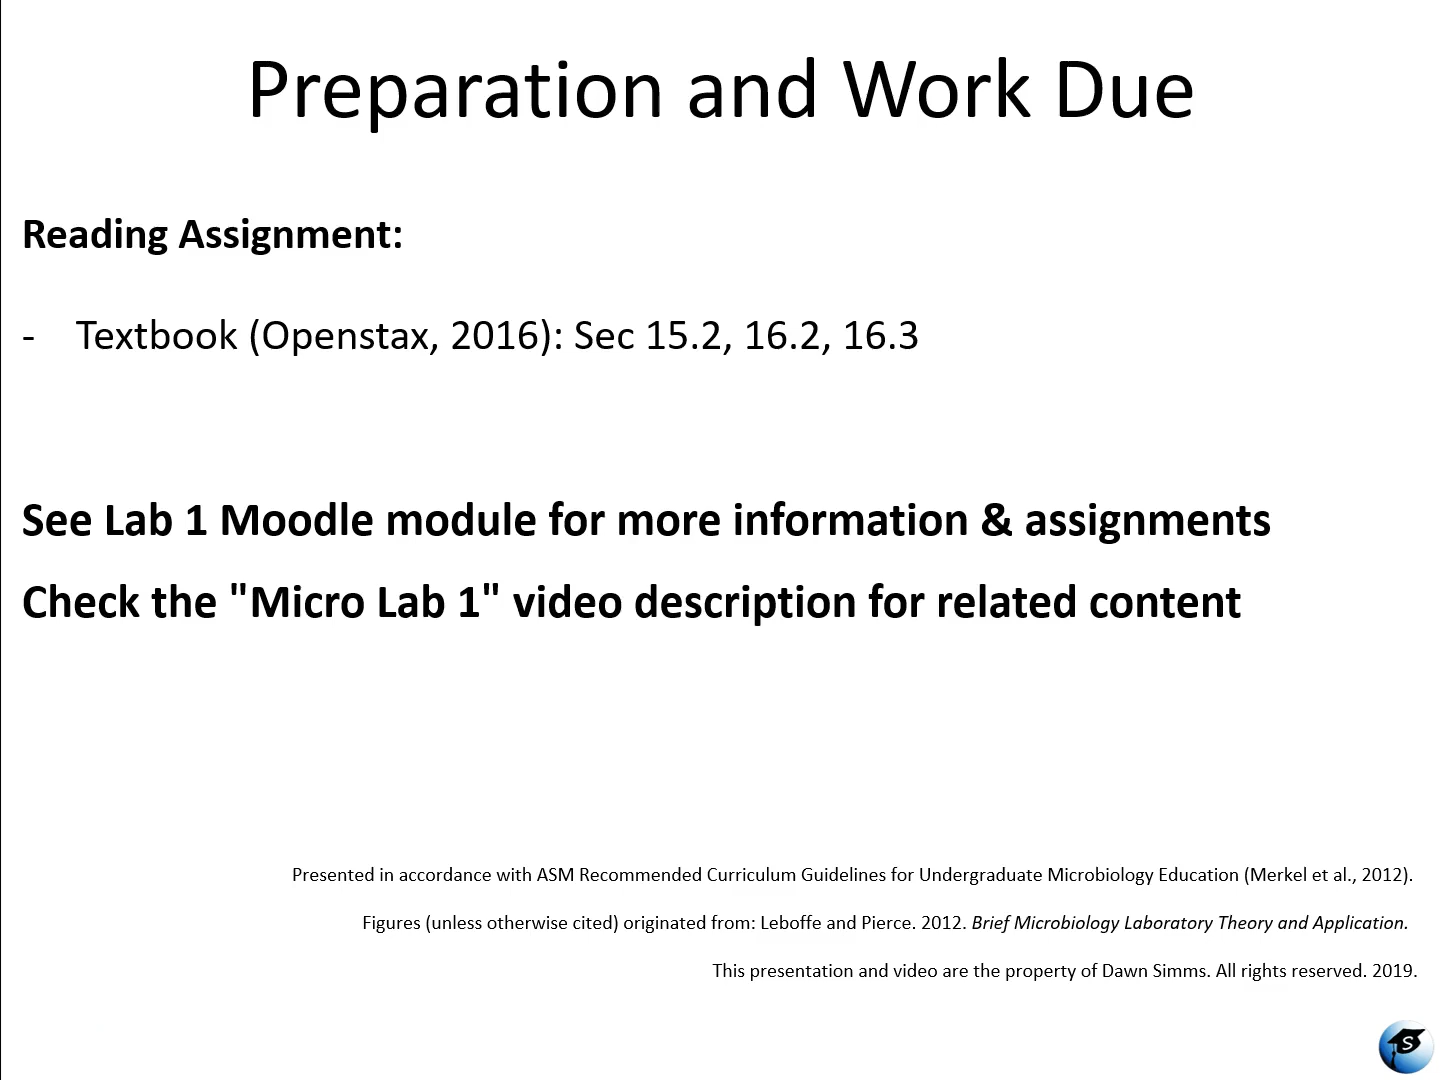 Preparation and Work Due
Reading Assignment:
- Textbook (Openstax, 2016): Sec 15.2, 16.2, 16.3
See Lab 1 Moodle module for more information & assignments
Check the "Micro Lab 1" video description for related content
Presented in accordance with ASM Recommended Curriculum Guidelines for Undergraduate Microbiology Education (Merkel et al., 2012).
Figures (unless otherwise cited) originated from: Leboffe and Pierce. 2012. Brief Microbiology Laboratory Theory and Application.
This presentation and video are the property of Dawn Simms. All rights reserved. 2019.
S